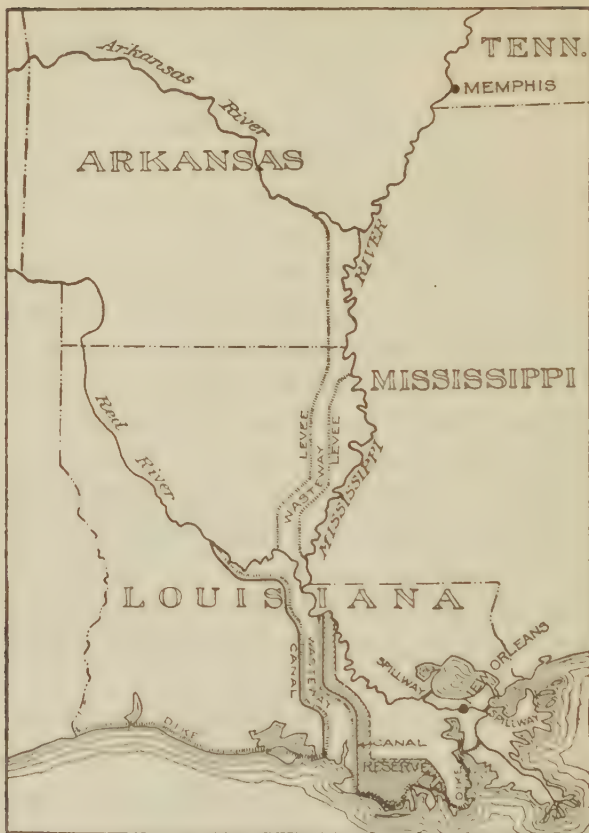 TENN.
MEMPHIS
Arkansas River
ARKANSAS
RIVER
MISSISSIPPI
LEVEE
WASTEWAY
LEVEE
Red River
MISSISSIPPI
LOUISIANA
CANAL
WASTEWAY
SPILLWAY
NEW ORLEANS
SPILLWAY
DIKE
CANAL
RESERVE
DIKE